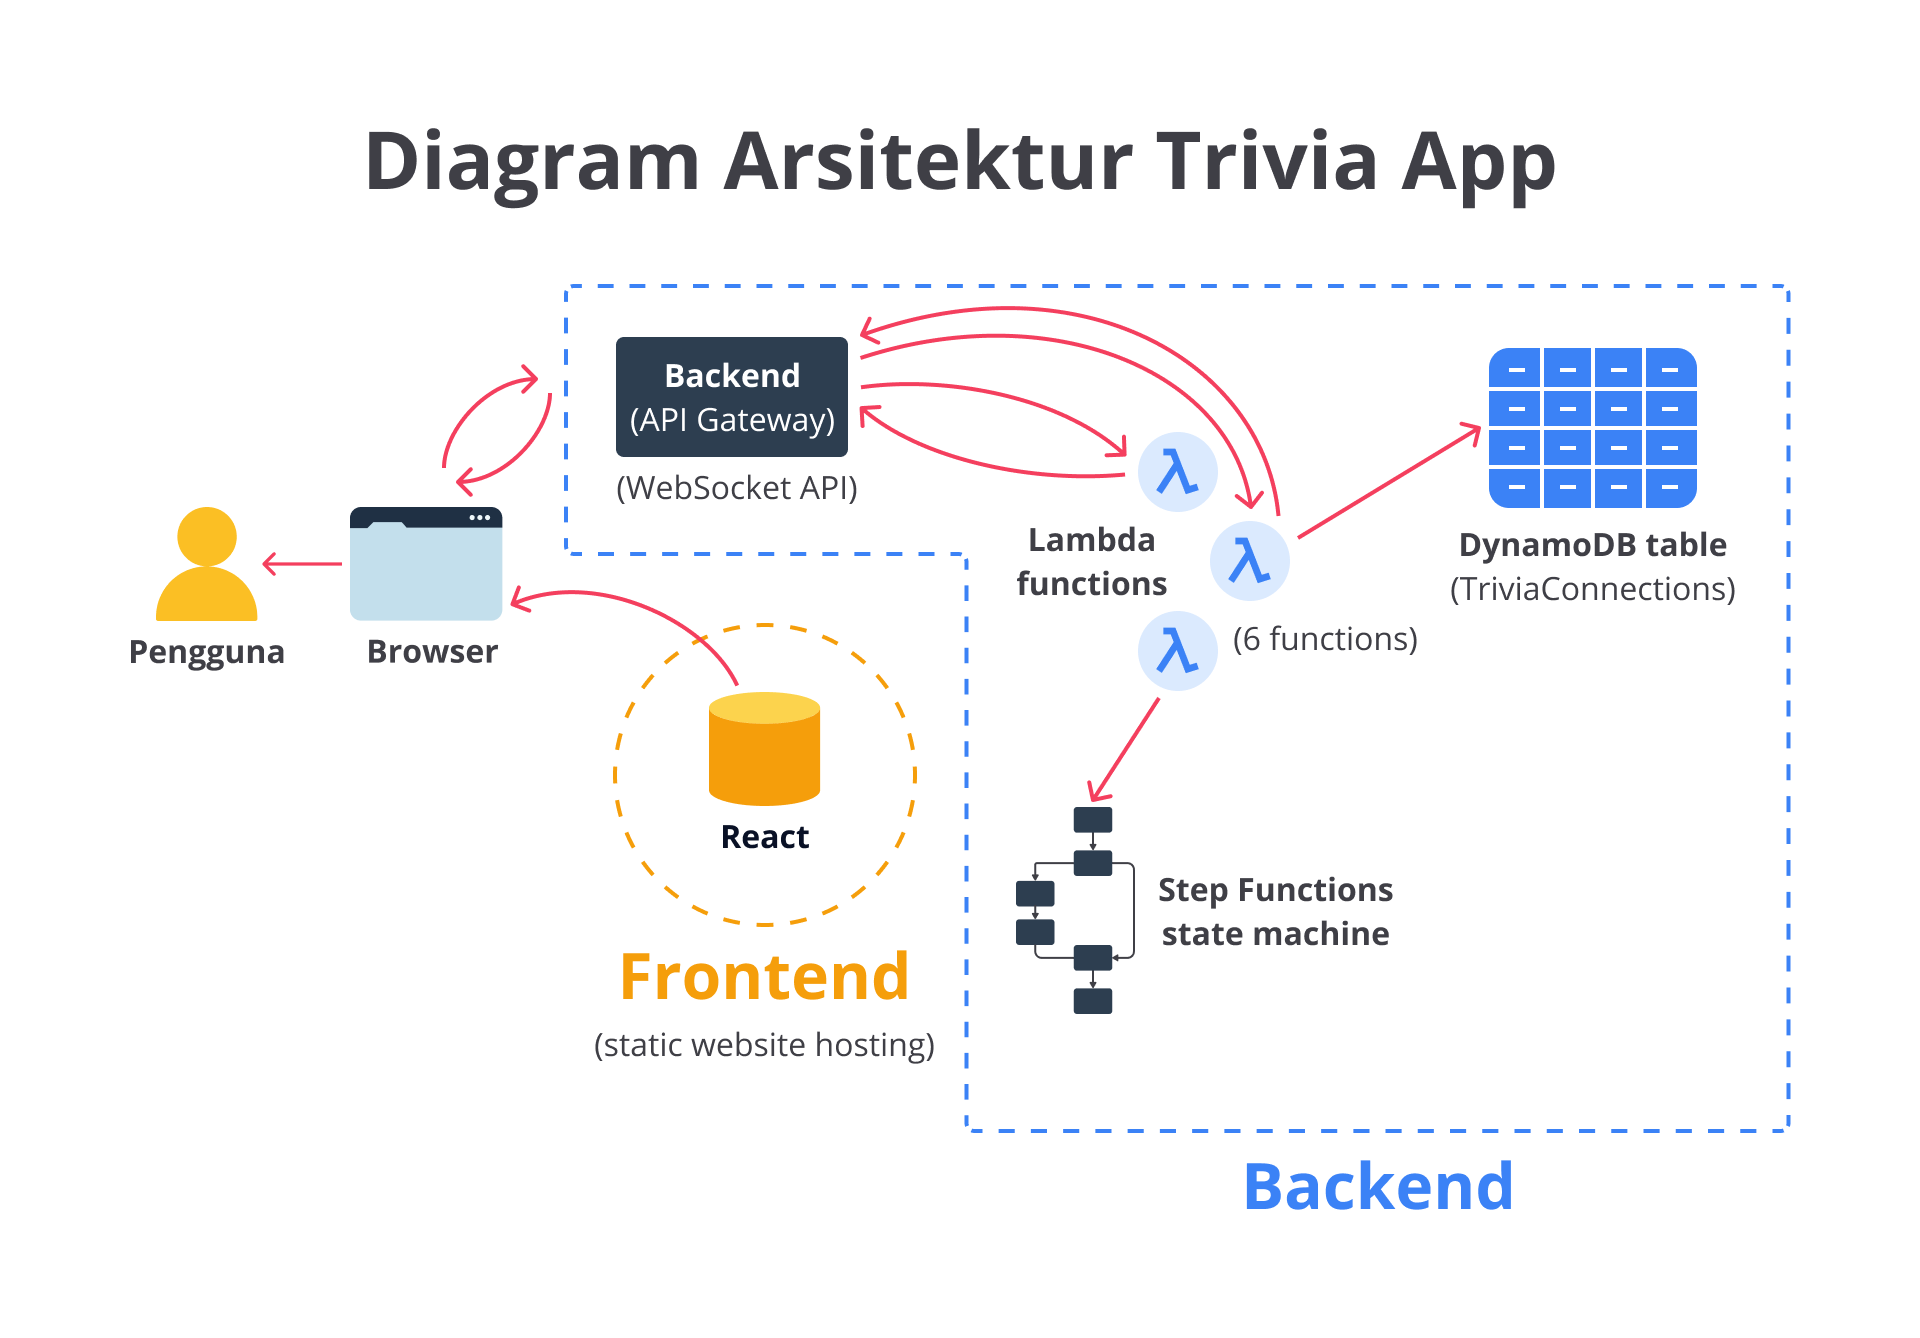 Diagram Arsitektur Trivia App
Backend
(API Gateway)
(WebSocket API)
Pengguna
Browser
Lambda
functions
(6 functions)
DynamoDB table
(TriviaConnections)
React
Frontend
(static website hosting)
Step Functions
state machine
Backend